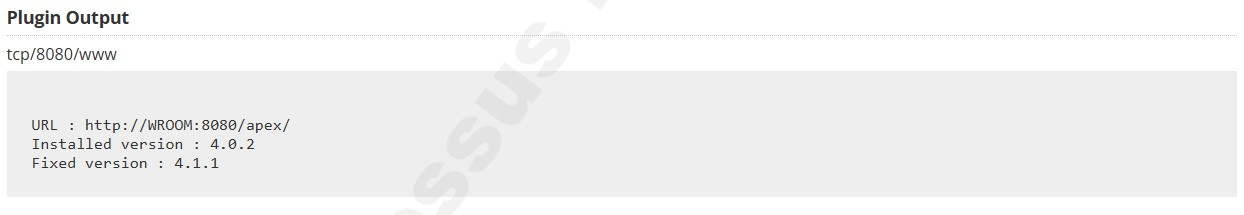 Plugin Output
tcp/8080/www
URL : http://WROOM:8080/apex/
Installed version : 4.0.2
Fixed version : 4.1.1